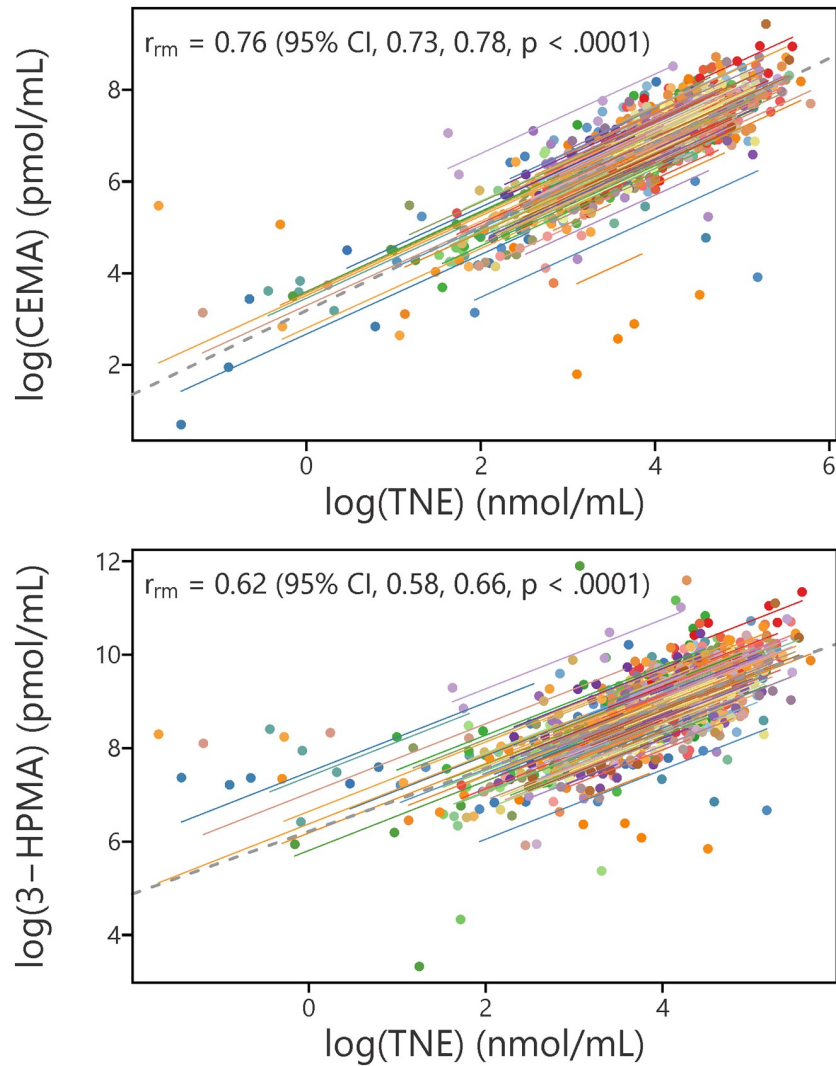 r_rm = 0.76 (95% CI, 0.73, 0.78, p < .0001)
log(CEMA) (pmol/mL)
8
6
4
2
0 2 4 6
log(TNE) (nmol/mL)
r_rm = 0.62 (95% CI, 0.58, 0.66, p < .0001)
log(3−HPMA) (pmol/mL)
12
10
8
6
4
0 2 4
log(TNE) (nmol/mL)